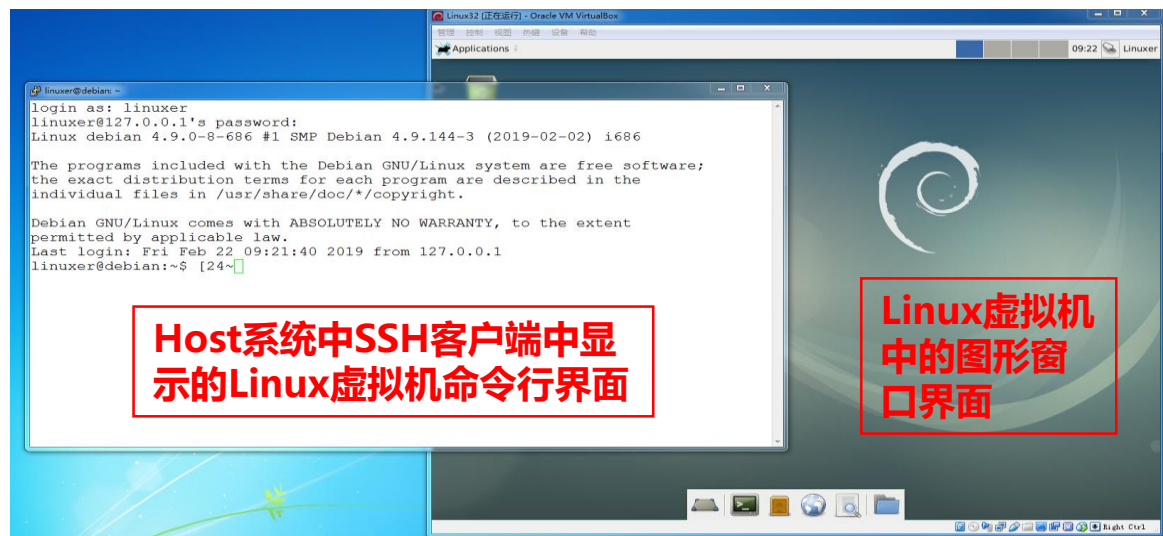 Linux32 [正在运行] - Oracle VM VirtualBox
管理 控制 视图 热键 设备 帮助
Applications
09:22
Linuxer
linuxer@debian: ~
login as: linuxer
linuxer@127.0.0.1's password:
Linux debian 4.9.0-8-686 #1 SMP Debian 4.9.144-3 (2019-02-02) i686
The programs included with the Debian GNU/Linux system are free software;
the exact distribution terms for each program are described in the
individual files in /usr/share/doc/*/copyright.
Debian GNU/Linux comes with ABSOLUTELY NO WARRANTY, to the extent
permitted by applicable law.
Last login: Fri Feb 22 09:21:40 2019 from 127.0.0.1
linuxer@debian:~$ [24~
Host系统中SSH客户端中显
示的Linux虚拟机命令行界面
Linux虚拟机
中的图形窗
口界面
Right Ctrl